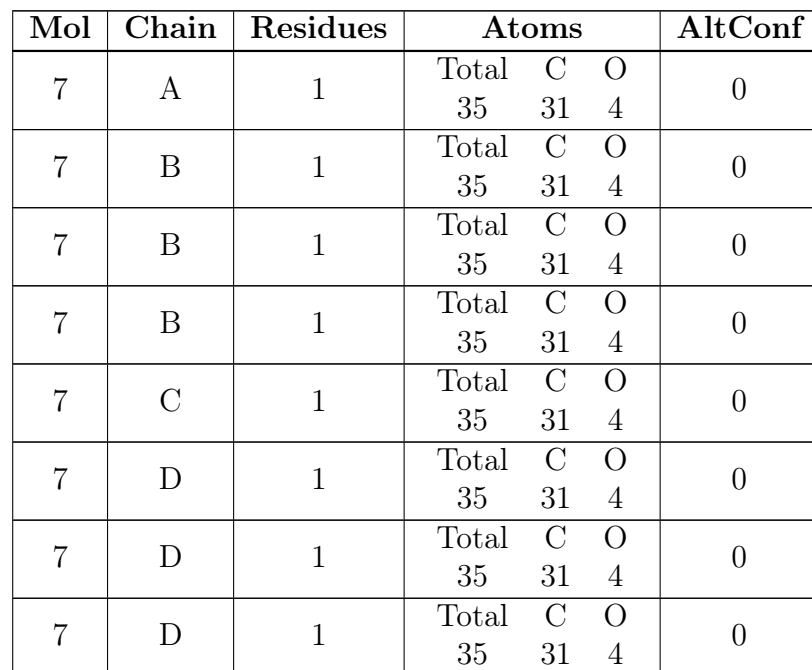 Mol Chain Residues Atoms AltConf
7 A 1 Total C O 0
35 31 4
7 B 1 Total C O 0
35 31 4
7 B 1 Total C O 0
35 31 4
7 B 1 Total C O 0
35 31 4
7 C 1 Total C O 0
35 31 4
7 D 1 Total C O 0
35 31 4
7 D 1 Total C O 0
35 31 4
7 D 1 Total C O 0
35 31 4